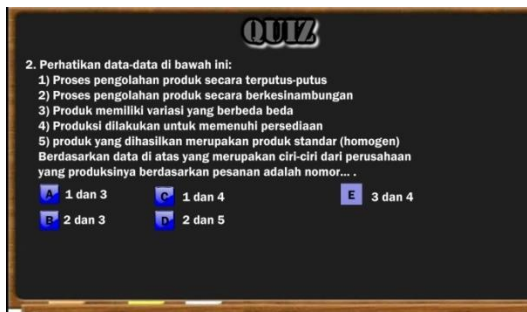 QUIZ
2. Perhatikan data-data di bawah ini:
1) Proses pengolahan produk secara terputus-putus
2) Proses pengolahan produk secara berkesinambungan
3) Produk memiliki variasi yang berbeda beda
4) Produksi dilakukan untuk memenuhi persediaan
5) produk yang dihasilkan merupakan produk standar (homogen)
Berdasarkan data di atas yang merupakan ciri-ciri dari perusahaan
yang produksinya berdasarkan pesanan adalah nomor... .
A 1 dan 3 C 1 dan 4 E 3 dan 4
B 2 dan 3 D 2 dan 5